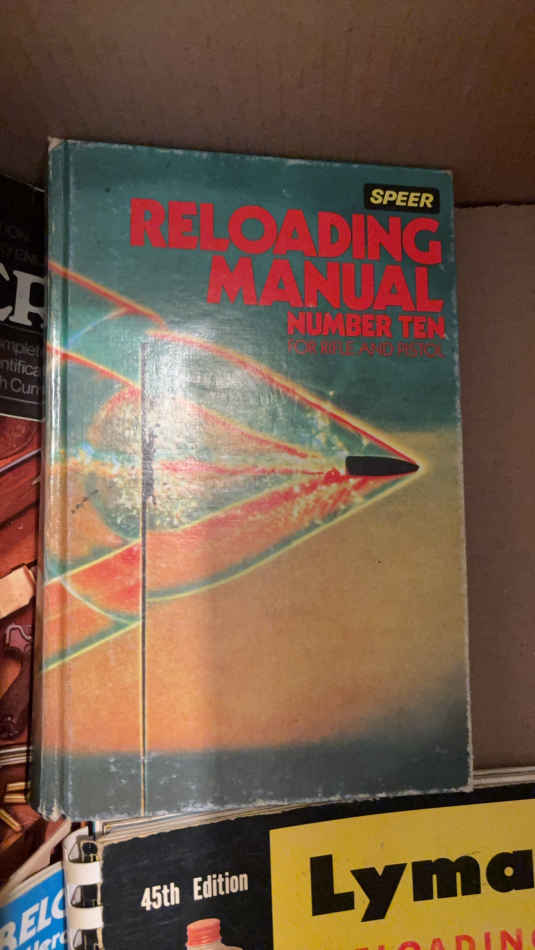 SPEER
RELOADING
MANUAL
NUMBER TEN
FOR RIFLE AND PISTOL
45th Edition
Lyma